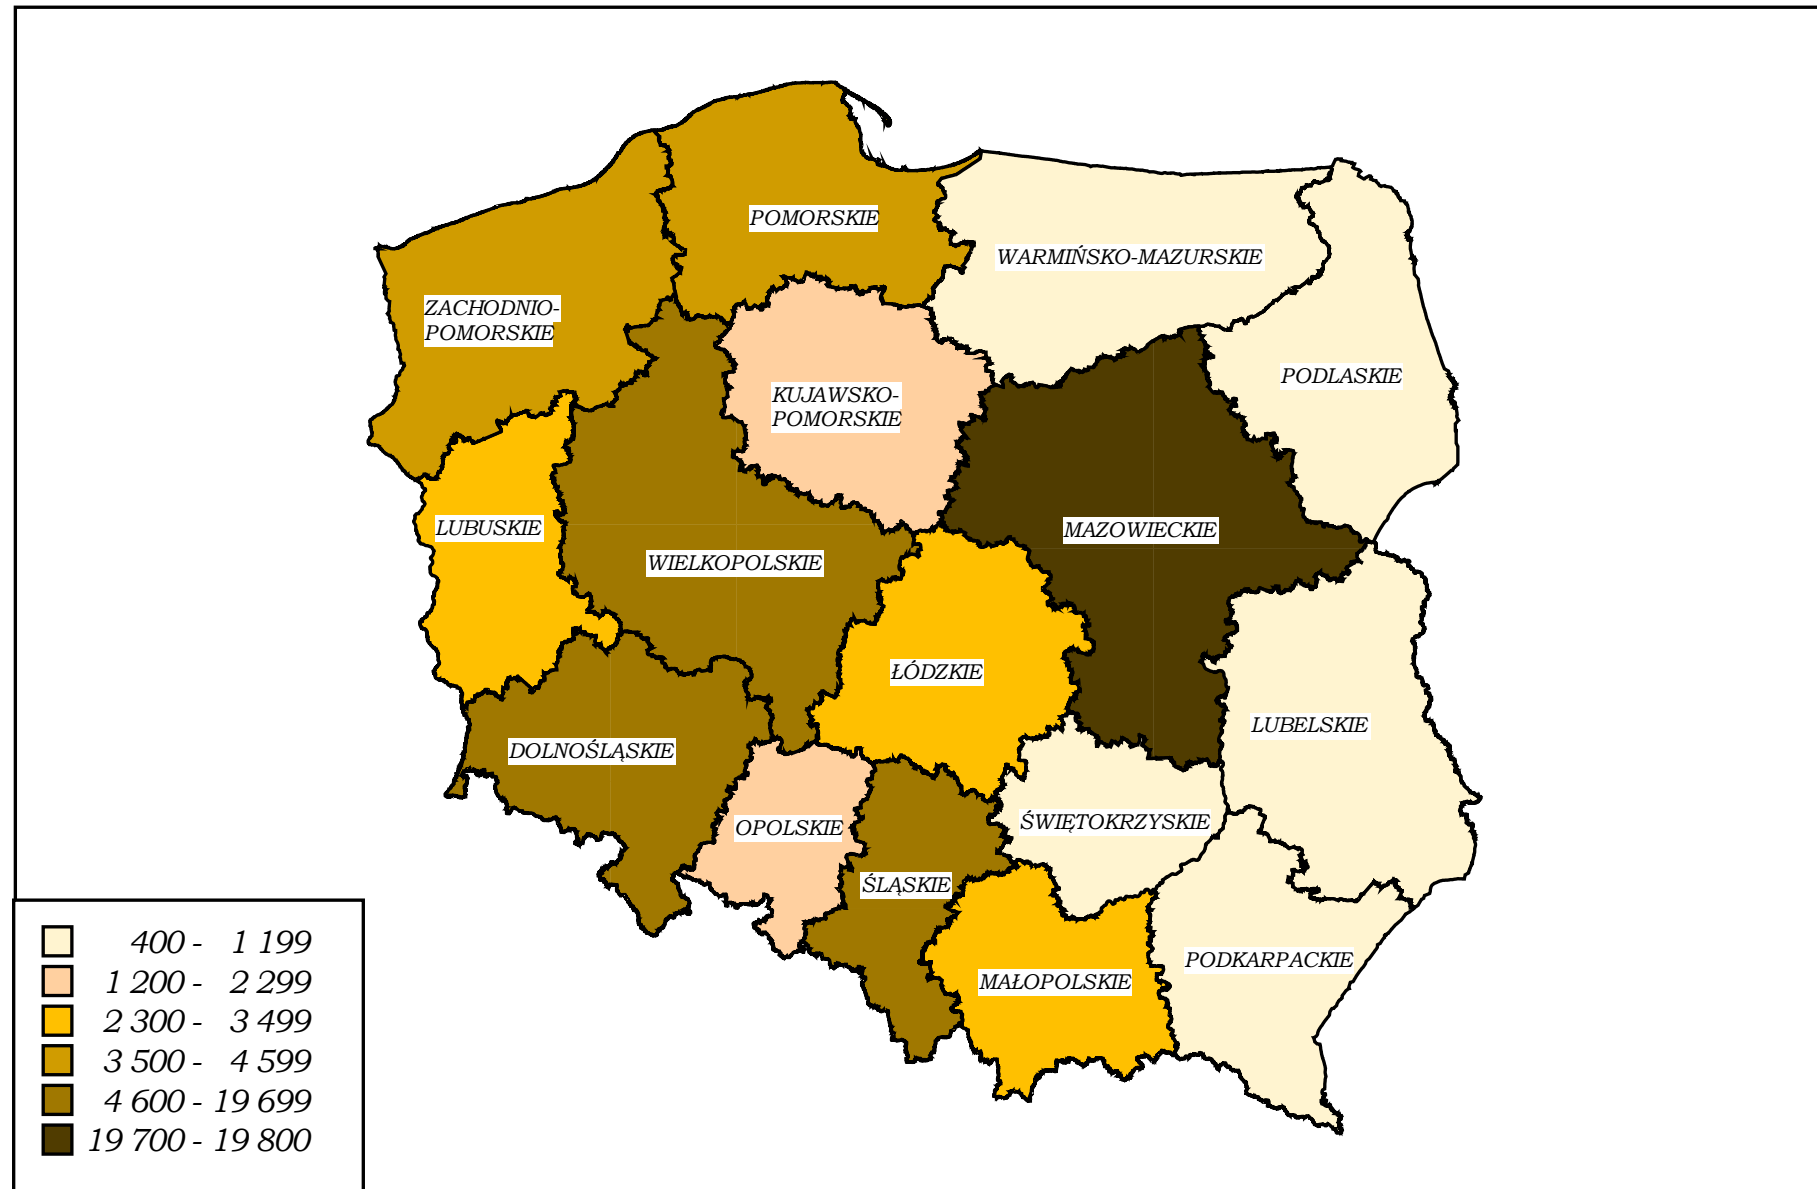 POMORSKIE
WARMIŃSKO-MAZURSKIE
ZACHODNIO-
POMORSKIE
PODLASKIE
KUJAWSKO-
POMORSKIE
LUBUSKIE
MAZOWIECKIE
WIELKOPOLSKIE
ŁÓDZKIE
LUBELSKIE
DOLNOŚLĄSKIE
ŚWIĘTOKRZYSKIE
OPOLSKIE
ŚLĄSKIE
PODKARPACKIE
MAŁOPOLSKIE
400 - 1 199
1 200 - 2 299
2 300 - 3 499
3 500 - 4 599
4 600 - 19 699
19 700 - 19 800